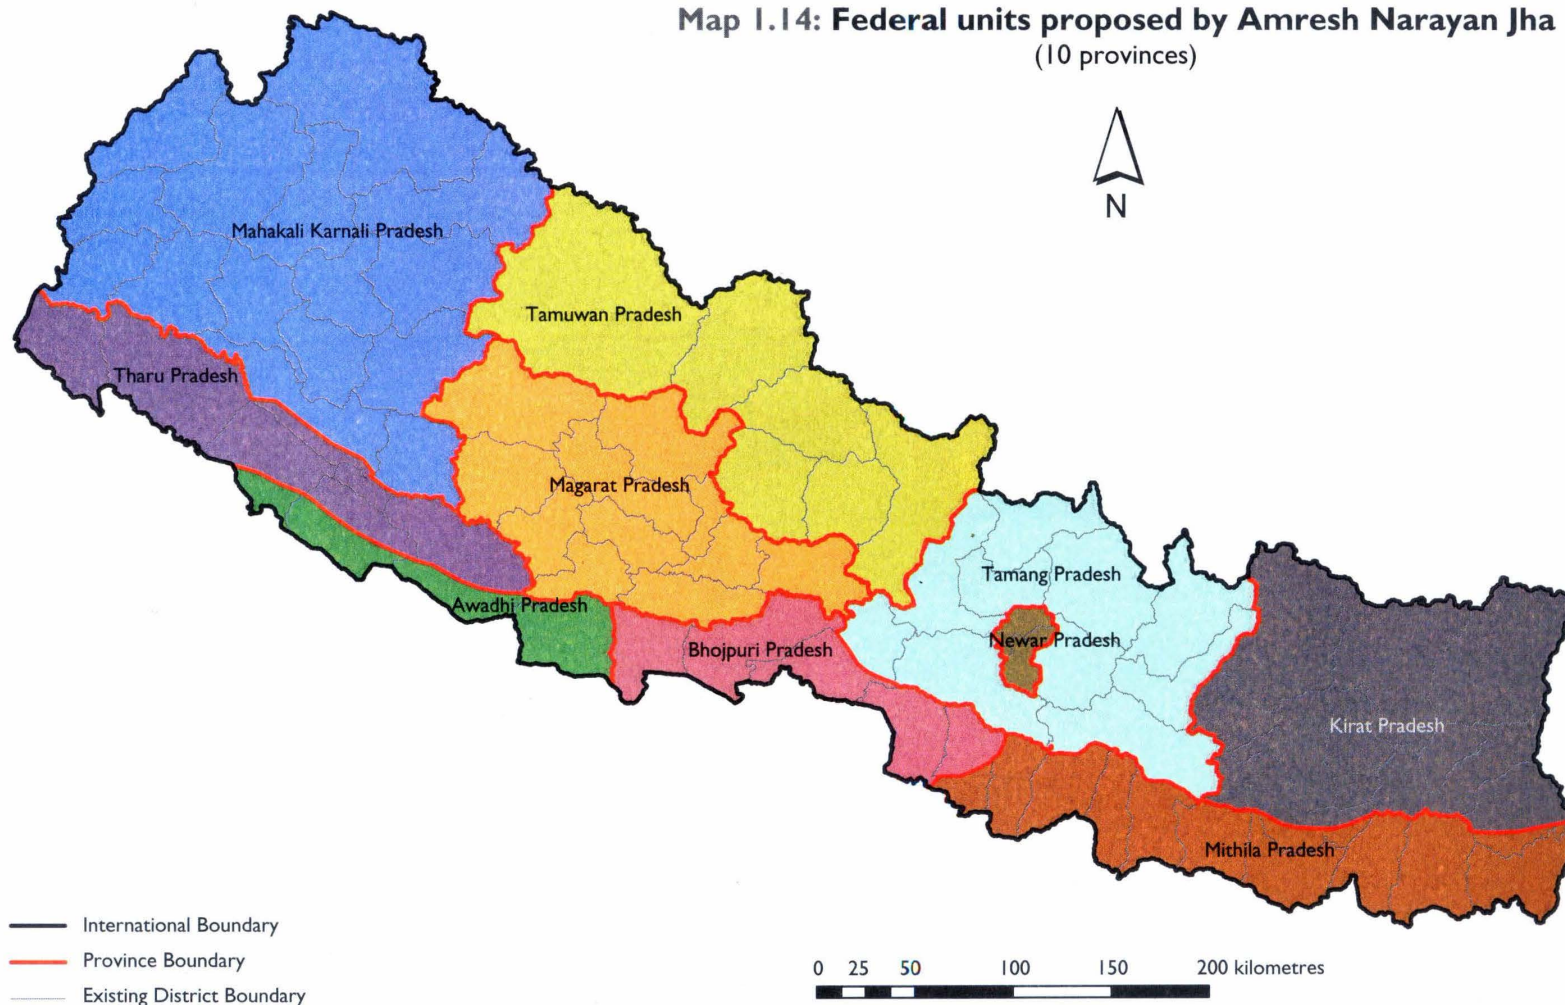 Map 1.14: Federal units proposed by Amresh Narayan Jha
(10 provinces)
N
Mahakali Karnali Pradesh
Tamuwan Pradesh
Tharu Pradesh
Magarat Pradesh
Tamang Pradesh
Awadhi Pradesh
Newar Pradesh
Bhojpuri Pradesh
Kirat Pradesh
Mithila Pradesh
International Boundary
Province Boundary
Existing District Boundary
0 25 50 100 150 200 kilometres